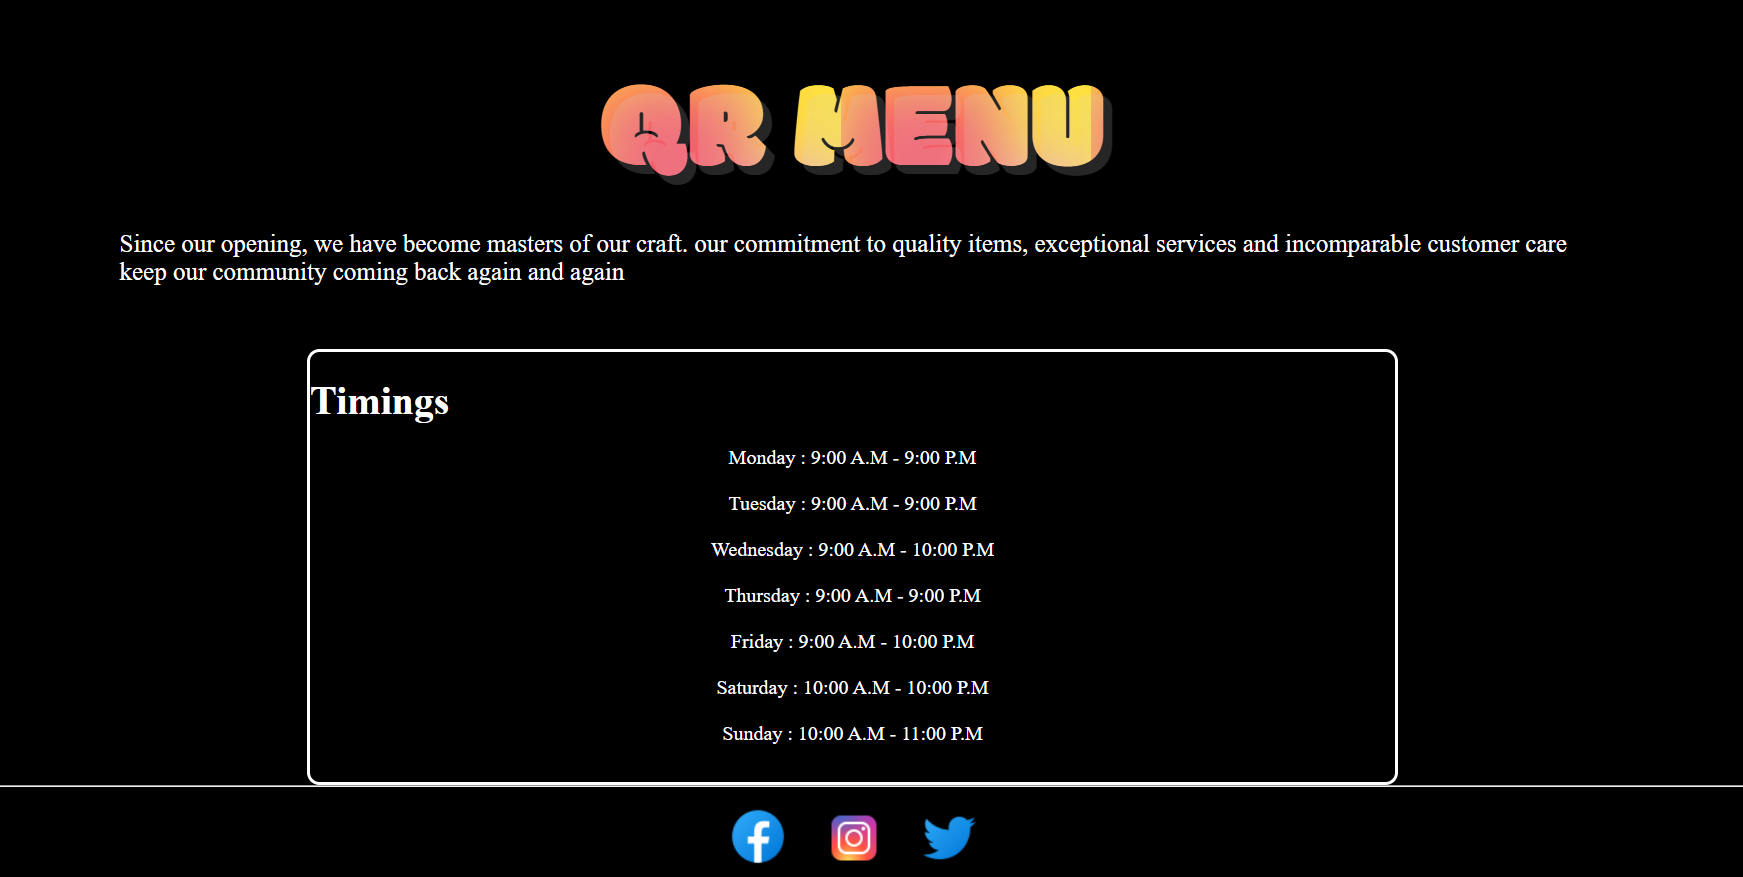 QR MENU
Since our opening, we have become masters of our craft. our commitment to quality items, exceptional services and incomparable customer care
keep our community coming back again and again
Timings
Monday : 9:00 A.M - 9:00 P.M
Tuesday : 9:00 A.M - 9:00 P.M
Wednesday : 9:00 A.M - 10:00 P.M
Thursday : 9:00 A.M - 9:00 P.M
Friday : 9:00 A.M - 10:00 P.M
Saturday : 10:00 A.M - 10:00 P.M
Sunday : 10:00 A.M - 11:00 P.M